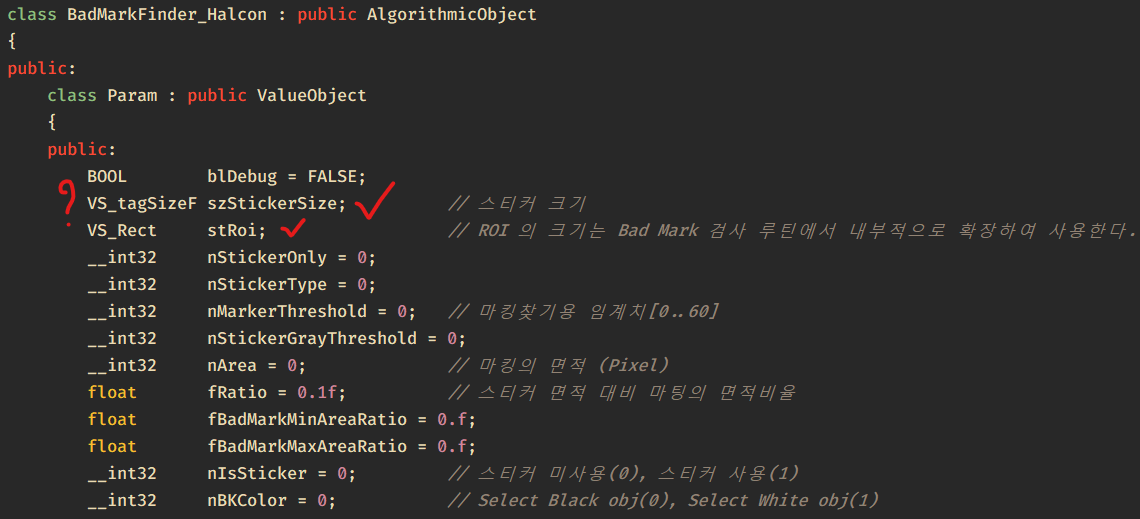 class BadMarkFinder_Halcon : public AlgorithmicObject
{
public:
    class Param : public ValueObject
    {
    public:
        BOOL        blDebug = FALSE;
?       VS_tagSizeF szStickerSize;          // 스티커 크기
        VS_Rect     stRoi;                  // ROI 의 크기는 Bad Mark 검사 루틴에서 내부적으로 확장하여 사용한다.
        __int32     nStickerOnly = 0;
        __int32     nStickerType = 0;
        __int32     nMarkerThreshold = 0;   // 마킹찾기용 임계치[0..60]
        __int32     nStickerGrayThreshold = 0;
        __int32     nArea = 0;              // 마킹의 면적 (Pixel)
        float       fRatio = 0.1f;          // 스티커 면적 대비 마팅의 면적비율
        float       fBadMarkMinAreaRatio = 0.f;
        float       fBadMarkMaxAreaRatio = 0.f;
        __int32     nIsSticker = 0;         // 스티커 미사용(0), 스티커 사용(1)
        __int32     nBKColor = 0;           // Select Black obj(0), Select White obj(1)